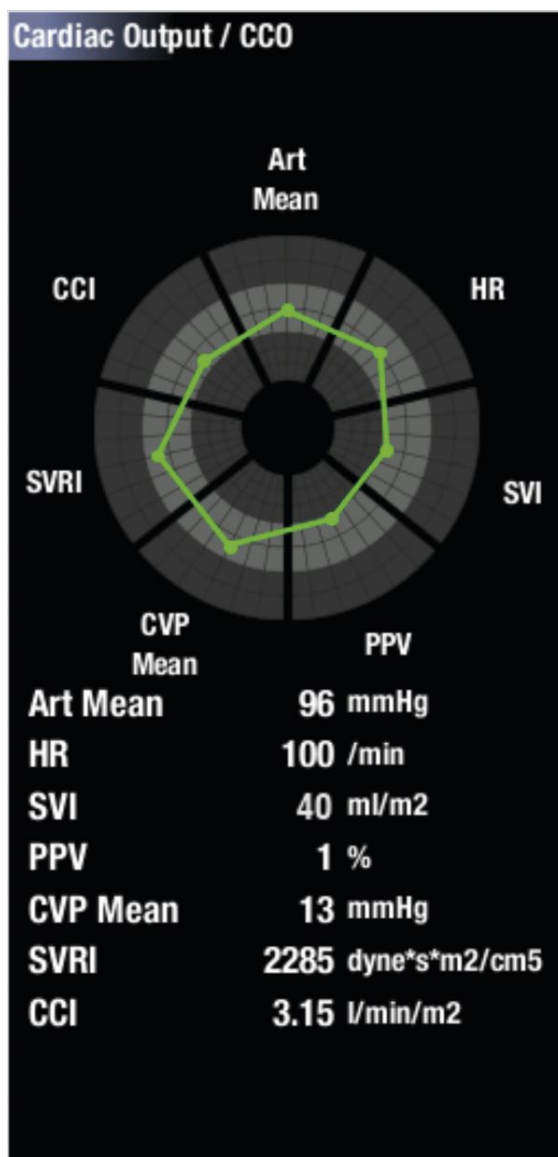 Cardiac Output / CCO
Art
Mean
CCI
HR
SVRI
SVI
CVP
Mean
PPV
Art Mean 96 mmHg
HR 100 /min
SVI 40 ml/m2
PPV 1 %
CVP Mean 13 mmHg
SVRI 2285 dyne*s*m2/cm5
CCI 3.15 l/min/m2